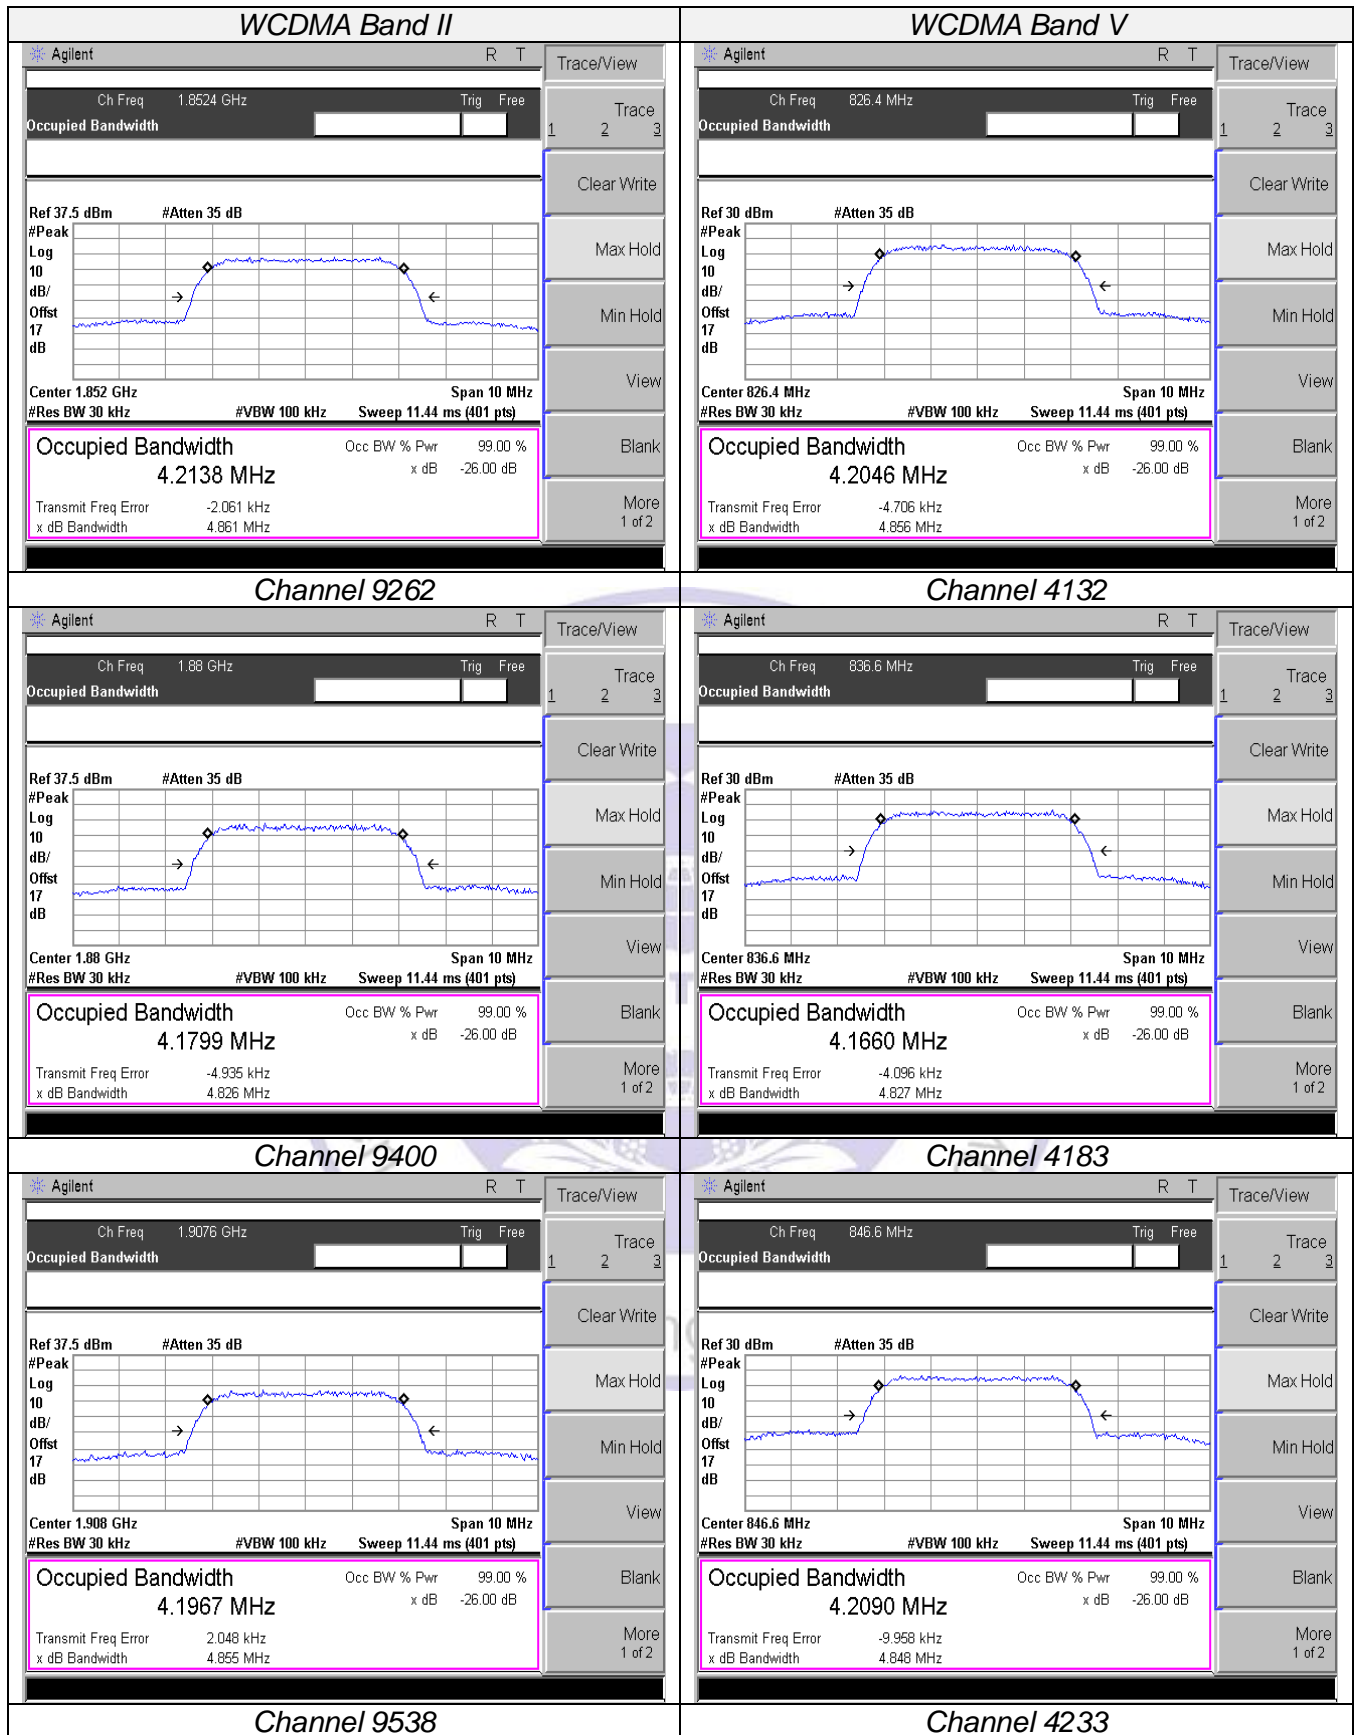 WCDMA Band II
WCDMA Band V
Agilent R T
Trace/View
Ch Freq 1.8524 GHz Trig Free
Occupied Bandwidth
Trace
1 2 3
Clear Write
Ref 37.5 dBm #Atten 35 dB
#Peak
Log
10
dB/
Offst
17
dB
Max Hold
Min Hold
View
Center 1.852 GHz Span 10 MHz
#Res BW 30 kHz #VBW 100 kHz Sweep 11.44 ms (401 pts)
Occupied Bandwidth Occ BW % Pwr 99.00 %
4.2138 MHz x dB -26.00 dB
Transmit Freq Error -2.061 kHz
x dB Bandwidth 4.861 MHz
Blank
More
1 of 2
Agilent R T
Trace/View
Ch Freq 826.4 MHz Trig Free
Occupied Bandwidth
Trace
1 2 3
Clear Write
Ref 30 dBm #Atten 35 dB
#Peak
Log
10
dB/
Offst
17
dB
Max Hold
Min Hold
View
Center 826.4 MHz Span 10 MHz
#Res BW 30 kHz #VBW 100 kHz Sweep 11.44 ms (401 pts)
Occupied Bandwidth Occ BW % Pwr 99.00 %
4.2046 MHz x dB -26.00 dB
Transmit Freq Error -4.706 kHz
x dB Bandwidth 4.856 MHz
Blank
More
1 of 2
Channel 9262
Channel 4132
Agilent R T
Trace/View
Ch Freq 1.88 GHz Trig Free
Occupied Bandwidth
Trace
1 2 3
Clear Write
Ref 37.5 dBm #Atten 35 dB
#Peak
Log
10
dB/
Offst
17
dB
Max Hold
Min Hold
View
Center 1.88 GHz Span 10 MHz
#Res BW 30 kHz #VBW 100 kHz Sweep 11.44 ms (401 pts)
Occupied Bandwidth Occ BW % Pwr 99.00 %
4.1799 MHz x dB -26.00 dB
Transmit Freq Error -4.935 kHz
x dB Bandwidth 4.826 MHz
Blank
More
1 of 2
Agilent R T
Trace/View
Ch Freq 836.6 MHz Trig Free
Occupied Bandwidth
Trace
1 2 3
Clear Write
Ref 30 dBm #Atten 35 dB
#Peak
Log
10
dB/
Offst
17
dB
Max Hold
Min Hold
View
Center 836.6 MHz Span 10 MHz
#Res BW 30 kHz #VBW 100 kHz Sweep 11.44 ms (401 pts)
Occupied Bandwidth Occ BW % Pwr 99.00 %
4.1660 MHz x dB -26.00 dB
Transmit Freq Error -4.096 kHz
x dB Bandwidth 4.827 MHz
Blank
More
1 of 2
Channel 9400
Channel 4183
Agilent R T
Trace/View
Ch Freq 1.9076 GHz Trig Free
Occupied Bandwidth
Trace
1 2 3
Clear Write
Ref 37.5 dBm #Atten 35 dB
#Peak
Log
10
dB/
Offst
17
dB
Max Hold
Min Hold
View
Center 1.908 GHz Span 10 MHz
#Res BW 30 kHz #VBW 100 kHz Sweep 11.44 ms (401 pts)
Occupied Bandwidth Occ BW % Pwr 99.00 %
4.1967 MHz x dB -26.00 dB
Transmit Freq Error 2.048 kHz
x dB Bandwidth 4.855 MHz
Blank
More
1 of 2
Agilent R T
Trace/View
Ch Freq 846.6 MHz Trig Free
Occupied Bandwidth
Trace
1 2 3
Clear Write
Ref 30 dBm #Atten 35 dB
#Peak
Log
10
dB/
Offst
17
dB
Max Hold
Min Hold
View
Center 846.6 MHz Span 10 MHz
#Res BW 30 kHz #VBW 100 kHz Sweep 11.44 ms (401 pts)
Occupied Bandwidth Occ BW % Pwr 99.00 %
4.2090 MHz x dB -26.00 dB
Transmit Freq Error -9.958 kHz
x dB Bandwidth 4.848 MHz
Blank
More
1 of 2
Channel 9538
Channel 4233